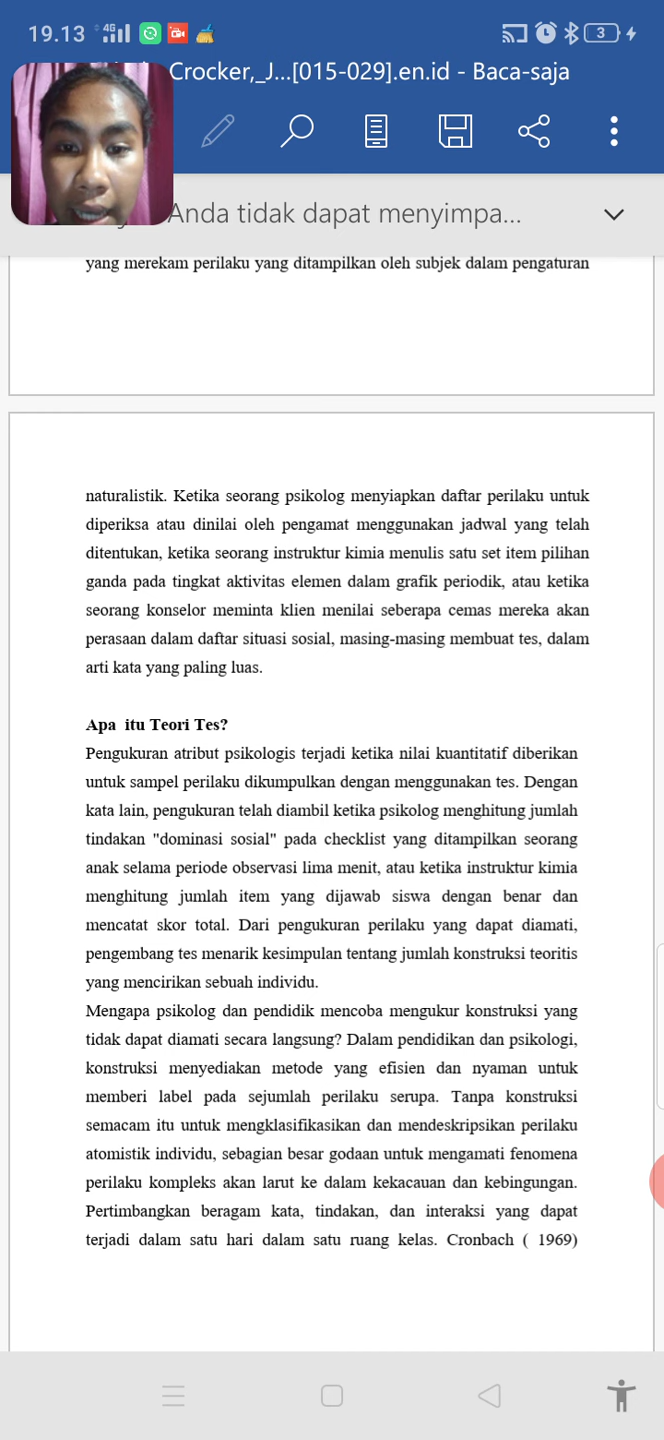 19.13 4G 3
Crocker,_J...[015-029].en.id - Baca-saja
Anda tidak dapat menyimpa...
yang merekam perilaku yang ditampilkan oleh subjek dalam pengaturan
naturalistik. Ketika seorang psikolog menyiapkan daftar perilaku untuk
diperiksa atau dinilai oleh pengamat menggunakan jadwal yang telah
ditentukan, ketika seorang instruktur kimia menulis satu set item pilihan
ganda pada tingkat aktivitas elemen dalam grafik periodik, atau ketika
seorang konselor meminta klien menilai seberapa cemas mereka akan
perasaan dalam daftar situasi sosial, masing-masing membuat tes, dalam
arti kata yang paling luas.
Apa itu Teori Tes?
Pengukuran atribut psikologis terjadi ketika nilai kuantitatif diberikan
untuk sampel perilaku dikumpulkan dengan menggunakan tes. Dengan
kata lain, pengukuran telah diambil ketika psikolog menghitung jumlah
tindakan "dominasi sosial" pada checklist yang ditampilkan seorang
anak selama periode observasi lima menit, atau ketika instruktur kimia
menghitung jumlah item yang dijawab siswa dengan benar dan
mencatat skor total. Dari pengukuran perilaku yang dapat diamati,
pengembang tes menarik kesimpulan tentang jumlah konstruksi teoritis
yang mencirikan sebuah individu.
Mengapa psikolog dan pendidik mencoba mengukur konstruksi yang
tidak dapat diamati secara langsung? Dalam pendidikan dan psikologi,
konstruksi menyediakan metode yang efisien dan nyaman untuk
memberi label pada sejumlah perilaku serupa. Tanpa konstruksi
semacam itu untuk mengklasifikasikan dan mendeskripsikan perilaku
atomistik individu, sebagian besar godaan untuk mengamati fenomena
perilaku kompleks akan larut ke dalam kekacauan dan kebingungan.
Pertimbangkan beragam kata, tindakan, dan interaksi yang dapat
terjadi dalam satu hari dalam satu ruang kelas. Cronbach ( 1969)